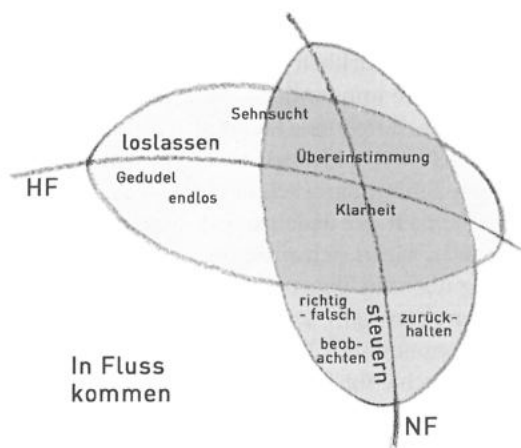 Sehnsucht
loslassen
Übereinstimmung
HF
Gedudel
endlos
Klarheit
richtig
- falsch
steuern
zurück-
halten
beob-
achten
In Fluss
kommen
NF